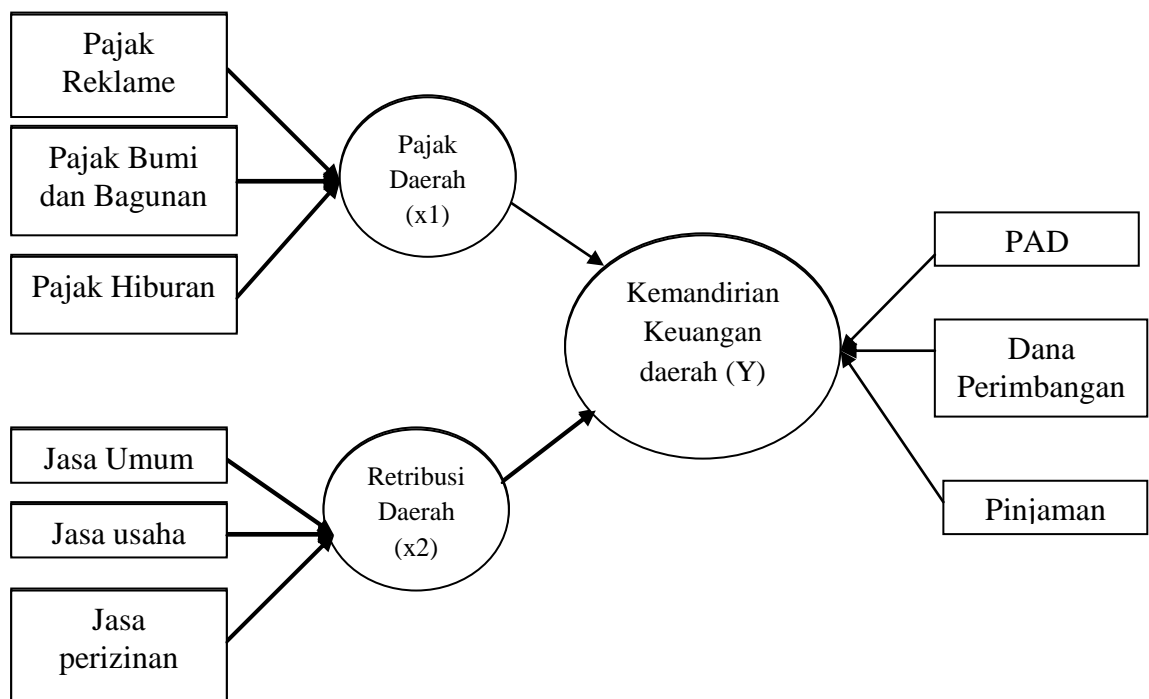 Pajak
Reklame
Pajak Bumi
dan Bagunan
Pajak Hiburan
Pajak
Daerah
(x1)
Jasa Umum
Jasa usaha
Jasa
perizinan
Retribusi
Daerah
(x2)
Kemandirian
Keuangan
daerah (Y)
PAD
Dana
Perimbangan
Pinjaman